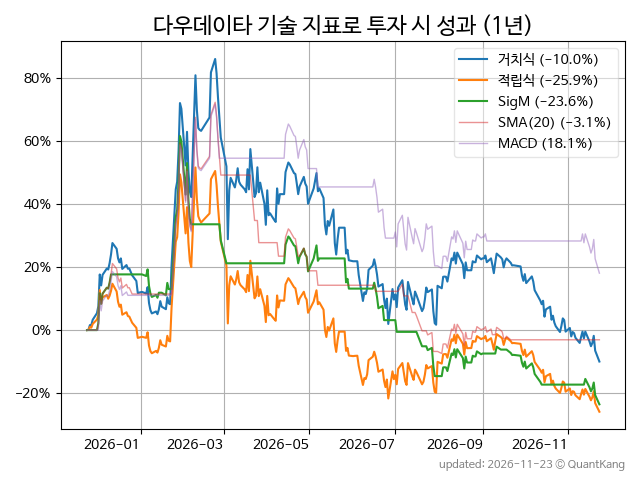 다우데이타 기술 지표로 투자 시 성과 (1년)
거치식 (−10.0%)
적립식 (−25.9%)
SigM (−23.6%)
SMA(20) (−3.1%)
MACD (18.1%)
80%
60%
40%
20%
0%
−20%
2026−01 2026−03 2026−05 2026−07 2026−09 2026−11
updated: 2026−11−23 ⓒ QuantKang